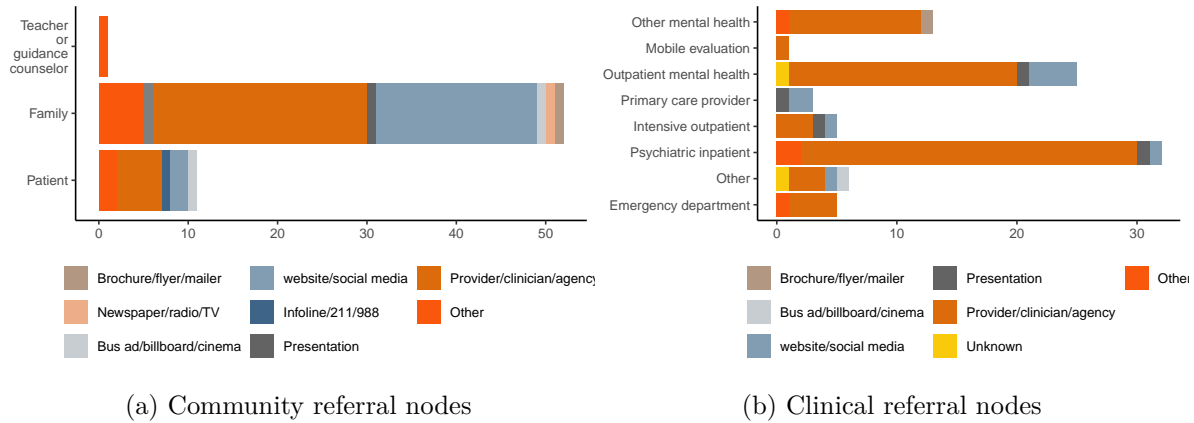 Teacher
or
guidance
counselor
Family
Patient
0 10 20 30 40 50
Brochure/flyer/mailer website/social media Provider/clinician/agency
Newspaper/radio/TV Infoline/211/988 Other
Bus ad/billboard/cinema Presentation
(a) Community referral nodes
Other mental health
Mobile evaluation
Outpatient mental health
Primary care provider
Intensive outpatient
Psychiatric inpatient
Other
Emergency department
0 10 20 30
Brochure/flyer/mailer Presentation Other
Bus ad/billboard/cinema Provider/clinician/agency
website/social media Unknown
(b) Clinical referral nodes